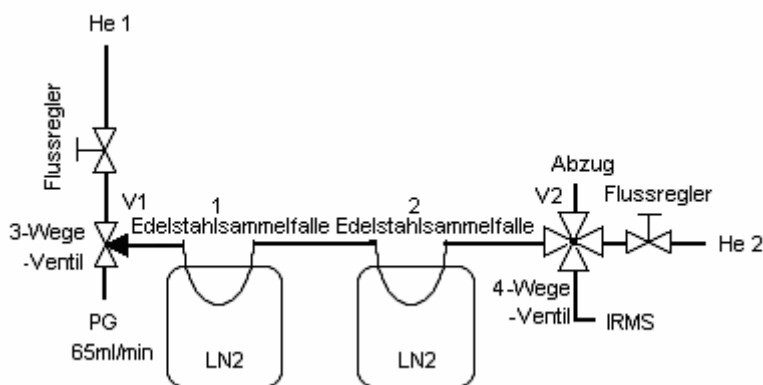 He 1
Flussregler
V1
3-Wege
-Ventil
PG
65ml/min
1
Edelstahlsammelfalle
LN2
2
Edelstahlsammelfalle
LN2
Abzug
V2
Flussregler
He 2
4-Wege
-Ventil
IRMS